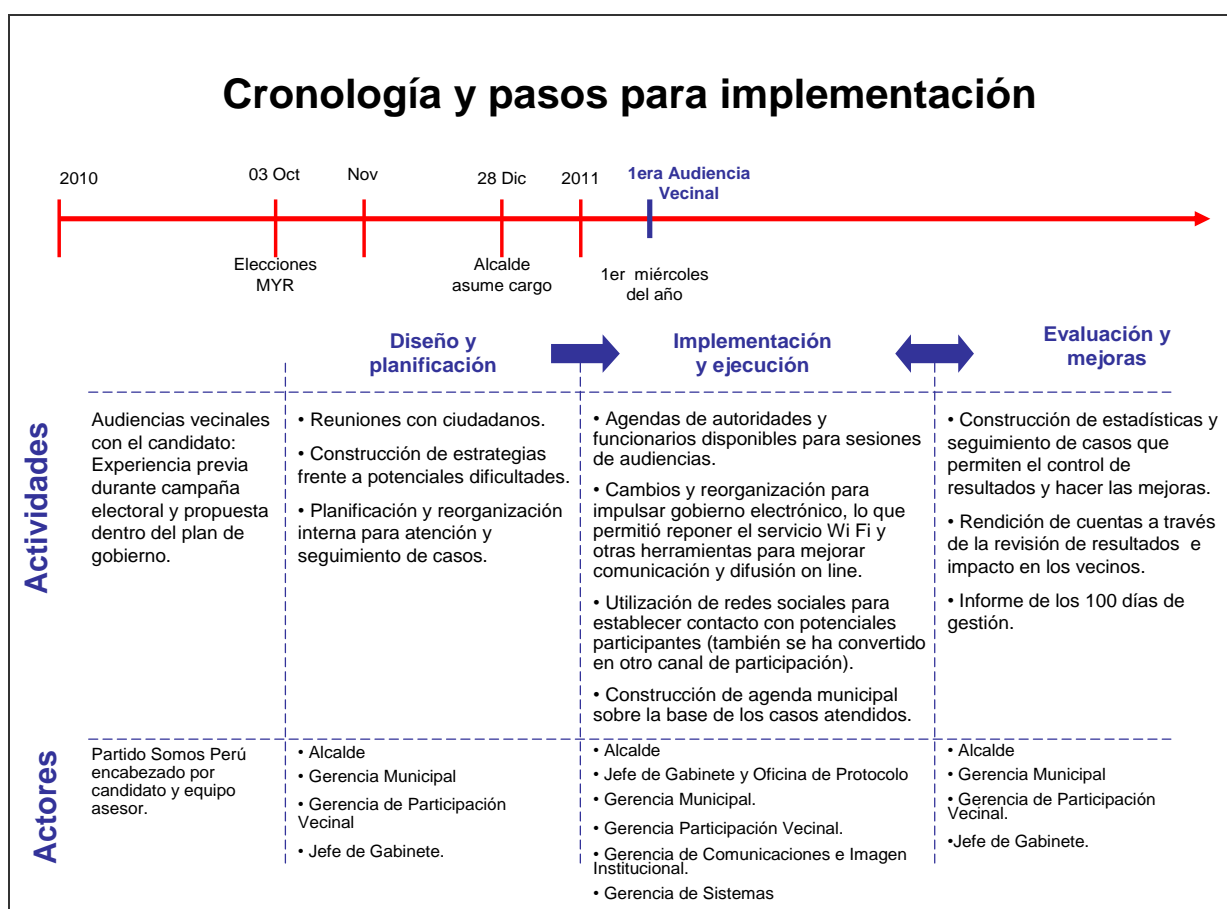 Cronología y pasos para implementación
2010
03 Oct
Nov
28 Dic
2011
1era Audiencia
Vecinal
Elecciones
MYR
Alcalde
asume cargo
1er miércoles
del año
Diseño y
planificación
Implementación
y ejecución
Evaluación y
mejoras
Actividades
Audiencias vecinales
con el candidato:
Experiencia previa
durante campaña
electoral y propuesta
dentro del plan de
gobierno.
• Reuniones con ciudadanos.
• Construcción de estrategias
frente a potenciales dificultades.
• Planificación y reorganización
interna para atención y
seguimiento de casos.
• Agendas de autoridades y
funcionarios disponibles para sesiones
de audiencias.
• Cambios y reorganización para
impulsar gobierno electrónico, lo que
permitió reponer el servicio Wi Fi y
otras herramientas para mejorar
comunicación y difusión on line.
• Utilización de redes sociales para
establecer contacto con potenciales
participantes (también se ha convertido
en otro canal de participación).
• Construcción de agenda municipal
sobre la base de los casos atendidos.
• Construcción de estadísticas y
seguimiento de casos que
permiten el control de
resultados y hacer las mejoras.
• Rendición de cuentas a través
de la revisión de resultados e
impacto en los vecinos.
• Informe de los 100 días de
gestión.
Actores
Partido Somos Perú
encabezado por
candidato y equipo
asesor.
• Alcalde
• Gerencia Municipal
• Gerencia de Participación
Vecinal
• Jefe de Gabinete.
• Alcalde
• Jefe de Gabinete y Oficina de Protocolo
• Gerencia Municipal.
• Gerencia Participación Vecinal.
• Gerencia de Comunicaciones e Imagen
Institucional.
• Gerencia de Sistemas
• Alcalde
• Gerencia Municipal
• Gerencia de Participación
Vecinal.
•Jefe de Gabinete.